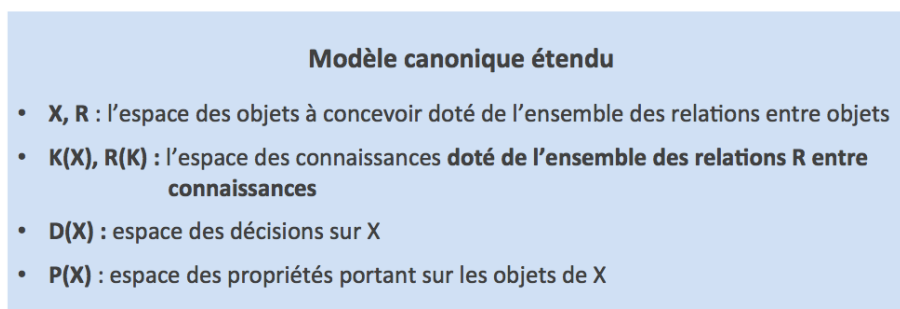 Modèle canonique étendu
• X, R : l’espace des objets à concevoir doté de l’ensemble des relations entre objets
• K(X), R(K) : l’espace des connaissances doté de l’ensemble des relations R entre
connaissances
• D(X) : espace des décisions sur X
• P(X) : espace des propriétés portant sur les objets de X